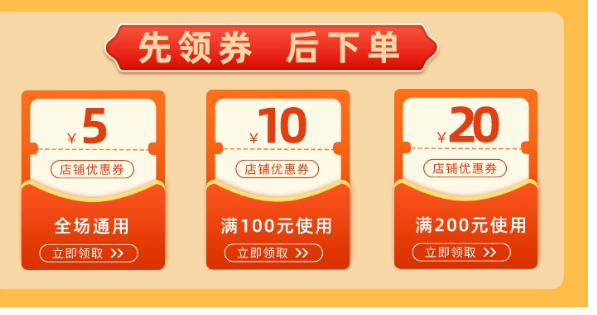 先领券 后下单
¥5
店铺优惠券
全场通用
立即领取 >>
¥10
店铺优惠券
满100元使用
立即领取 >>
¥20
店铺优惠券
满200元使用
立即领取 >>